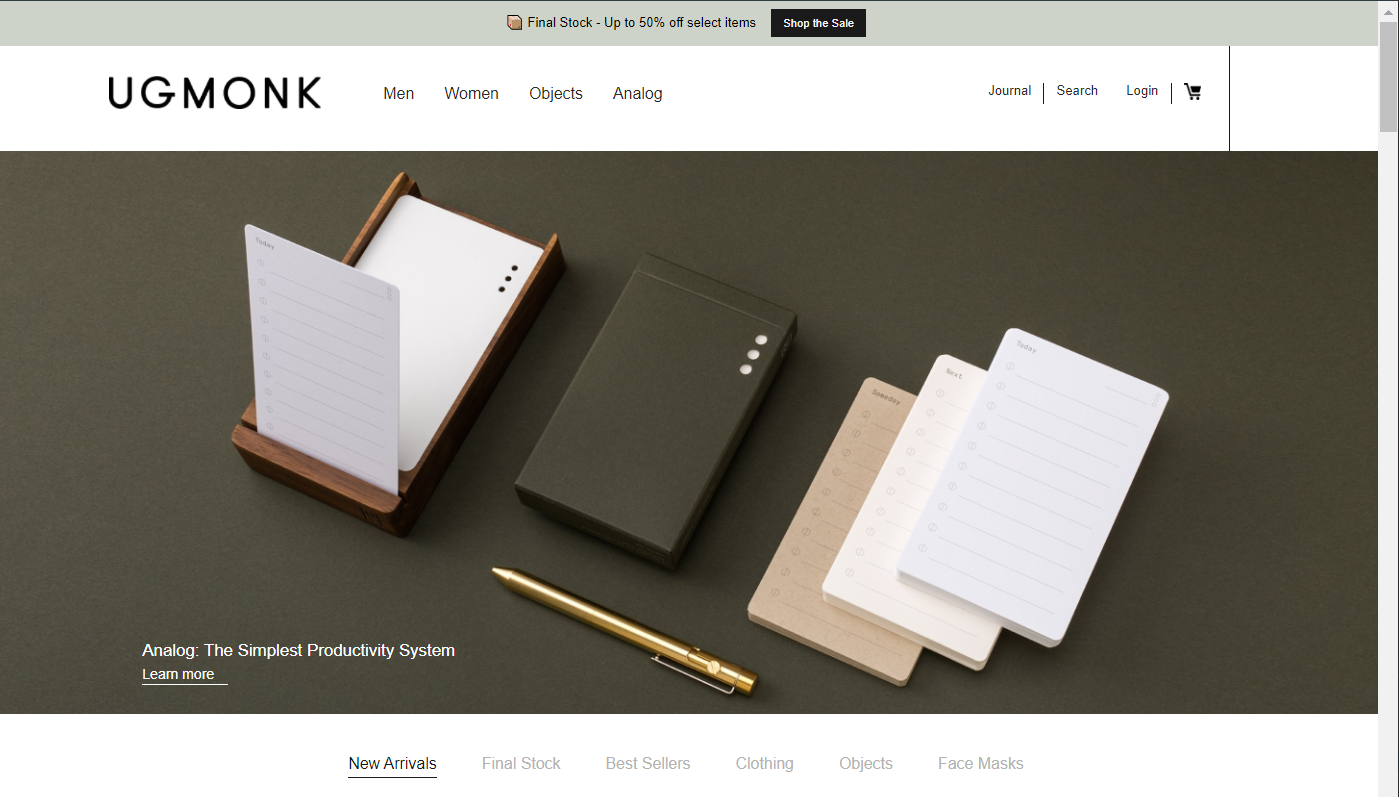 Final Stock - Up to 50% off select items
Shop the Sale
UGMONK
Men
Women
Objects
Analog
Journal
Search
Login
Today
Someday
Next
Today
Analog: The Simplest Productivity System
Learn more
New Arrivals
Final Stock
Best Sellers
Clothing
Objects
Face Masks